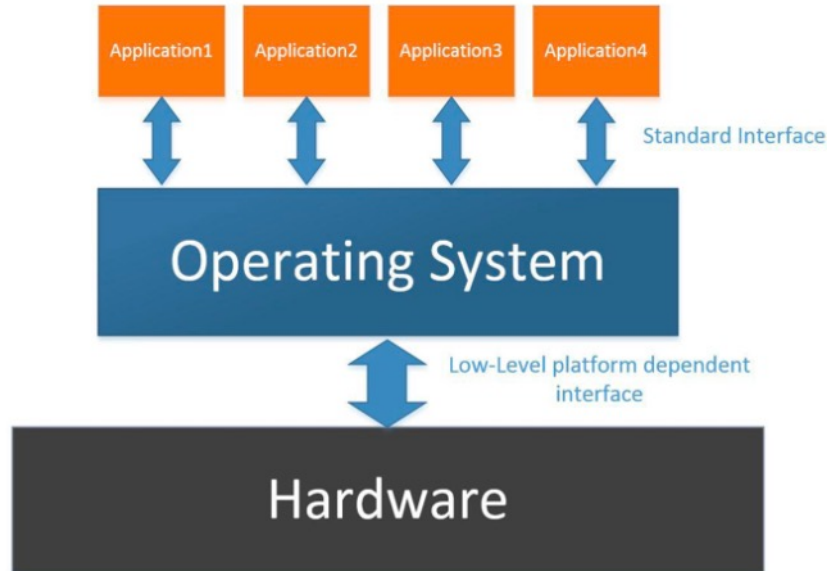 Application1
Application2
Application3
Application4
Standard Interface
Operating System
Low-Level platform dependent
interface
Hardware